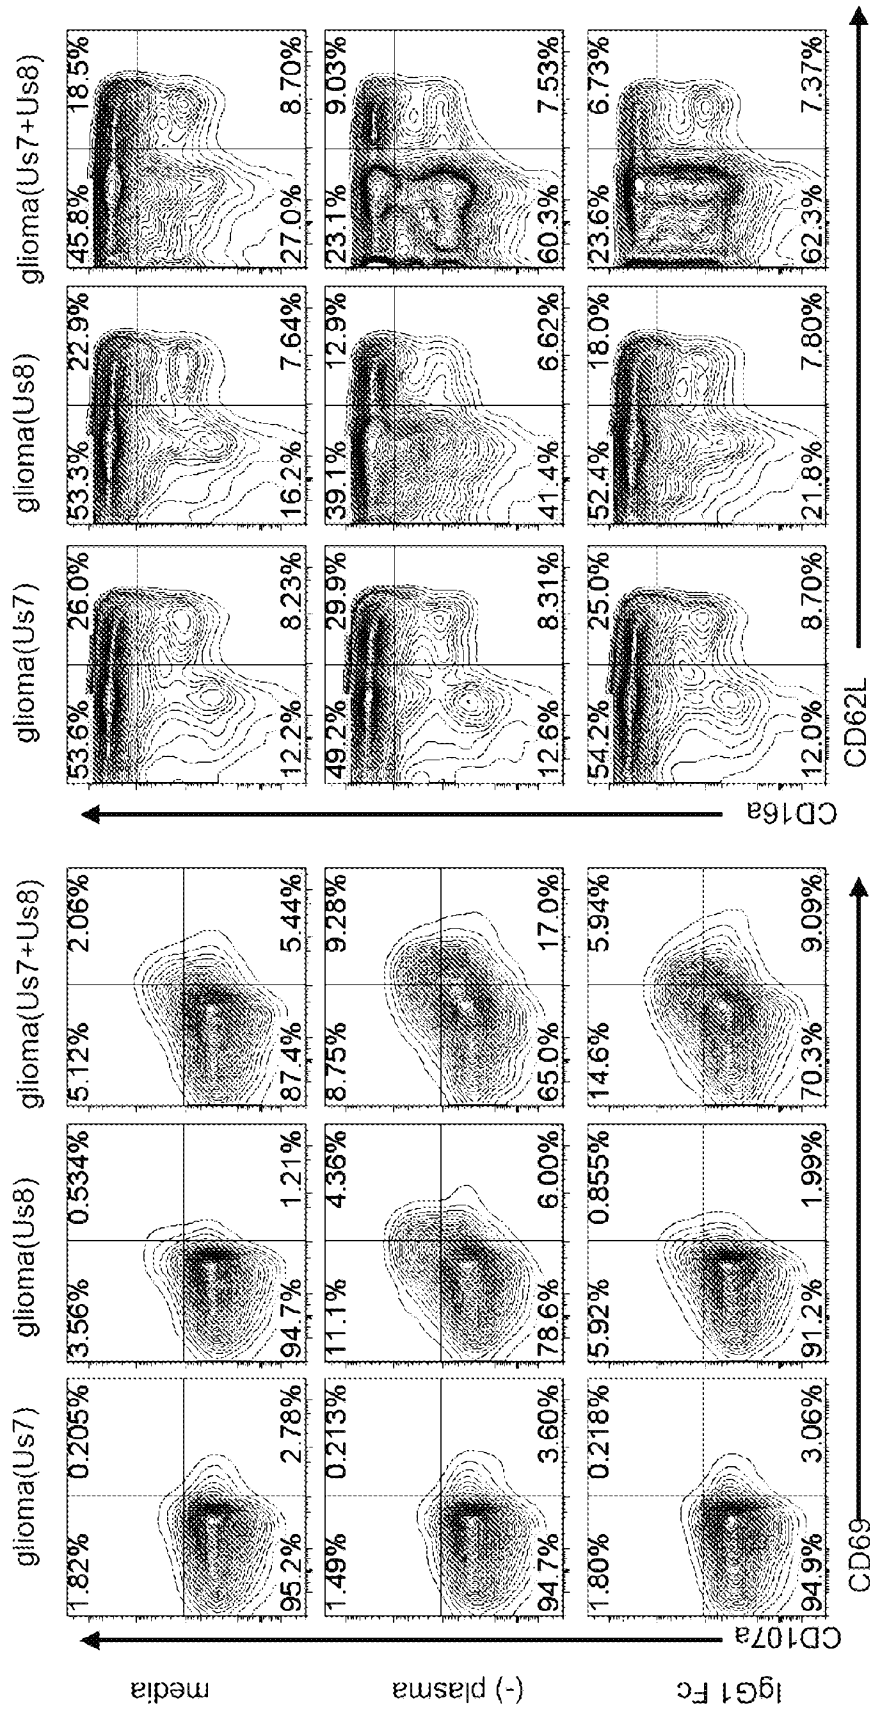 glioma(Us7) glioma(Us8) glioma(Us7+Us8) glioma(Us7) glioma(Us8) glioma(Us7+Us8)
media
1.82% 0.205% 3.56% 0.534% 5.12% 2.06% 53.6% 26.0% 53.3% 22.9% 45.8% 18.5%
95.2% 2.78% 94.7% 1.21% 87.4% 5.44% 12.2% 8.23% 16.2% 7.64% 27.0% 8.70%
(-) plasma
1.49% 0.213% 11.1% 4.36% 8.75% 9.28% 49.2% 29.9% 39.1% 12.9% 23.1% 9.03%
94.7% 3.60% 78.6% 6.00% 65.0% 17.0% 12.6% 8.31% 41.4% 6.62% 60.3% 7.53%
IgG1 Fc
1.80% 0.218% 5.92% 0.855% 14.6% 5.94% 54.2% 25.0% 52.4% 18.0% 23.6% 6.73%
94.9% 3.06% 91.2% 1.99% 70.3% 9.09% 12.0% 8.70% 21.8% 7.80% 62.3% 7.37%
CD107a
CD69
CD16a
CD62L